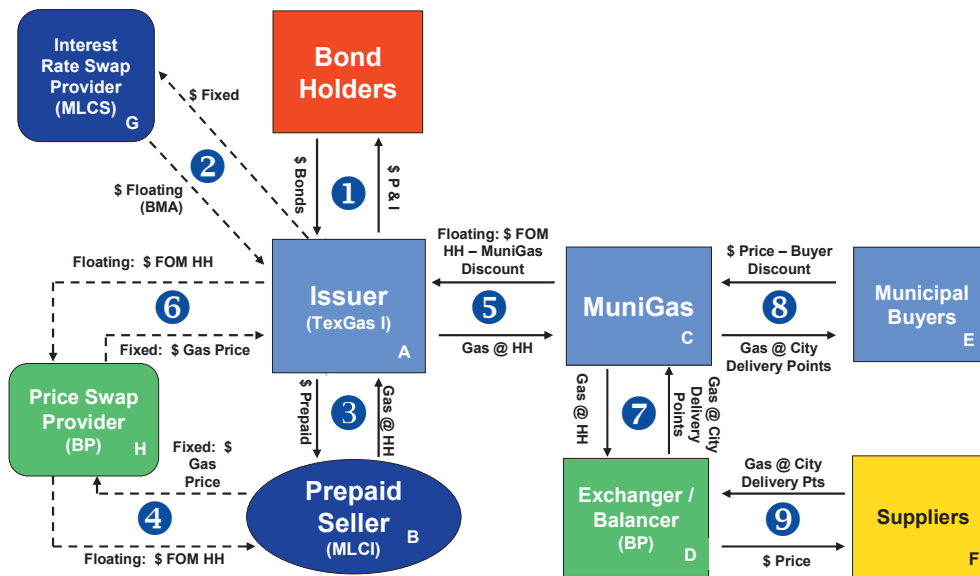 Interest
Rate Swap
Provider
(MLCS)
G
Bond
Holders
$ Fixed
2
$ Floating
(BMA)
$ Bonds
1
$ P & I
Floating: $ FOM HH
6
Fixed: $ Gas Price
Issuer
(TexGas I)
A
Floating: $ FOM
HH – MuniGas
Discount
5
Gas @ HH
MuniGas
C
$ Price – Buyer
Discount
8
Gas @ City
Delivery Points
Municipal
Buyers
E
Price Swap
Provider
(BP)
H
Fixed: $
Gas
Price
4
Floating: $ FOM HH
$ Prepaid
3
Gas @ HH
Prepaid
Seller
(MLCI)
B
Gas @ HH
7
Gas @ City
Delivery
Points
Exchanger /
Balancer
(BP)
D
Gas @ City
Delivery Pts
9
$ Price
Suppliers
F